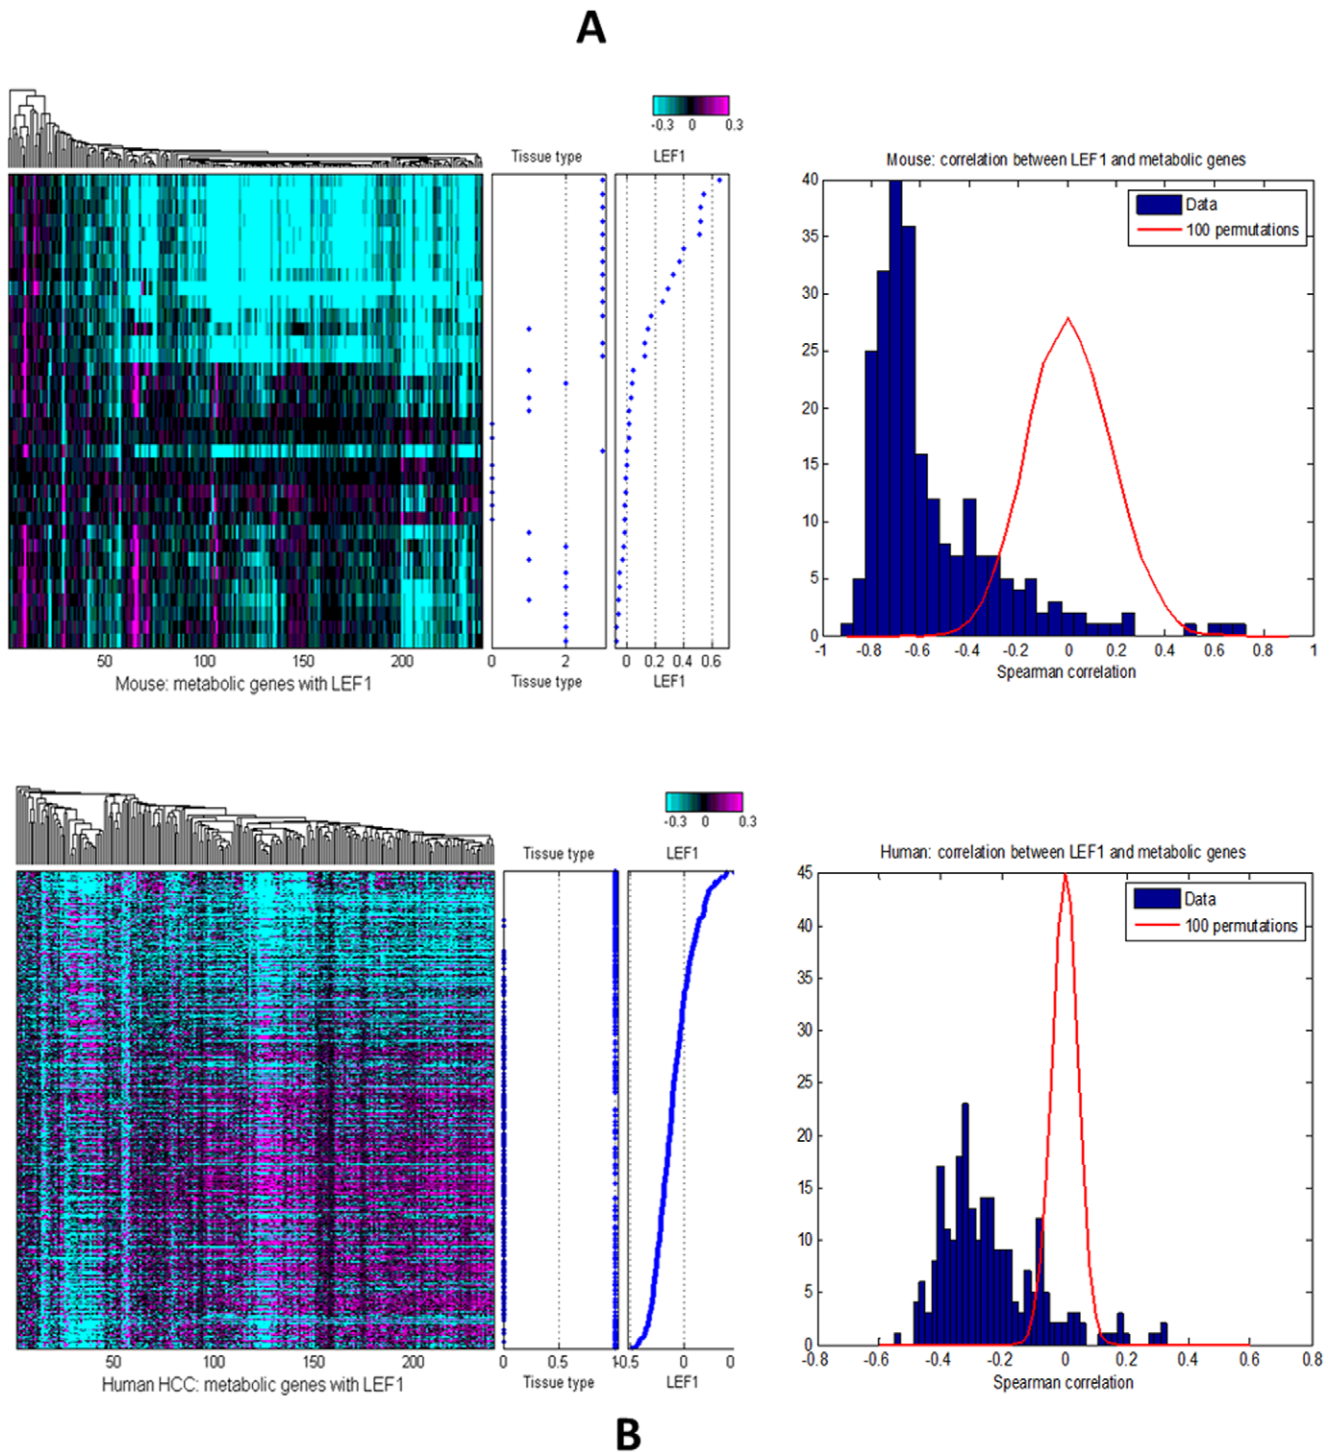 A
-0.3 0 0.3
Tissue type LEF1
50 100 150 200
Mouse: metabolic genes with LEF1
0 2
Tissue type
0 0.2 0.4 0.6
LEF1
Mouse: correlation between LEF1 and metabolic genes
Data
100 permutations
40
35
30
25
20
15
10
5
0
-1 -0.8 -0.6 -0.4 -0.2 0 0.2 0.4 0.6 0.8 1
Spearman correlation
-0.3 0 0.3
Tissue type LEF1
50 100 150 200
Human HCC: metabolic genes with LEF1
0 0.5
Tissue type
0 0
LEF1
Human: correlation between LEF1 and metabolic genes
Data
100 permutations
45
40
35
30
25
20
15
10
5
0
-0.8 -0.6 -0.4 -0.2 0 0.2 0.4 0.6 0.8
Spearman correlation
B